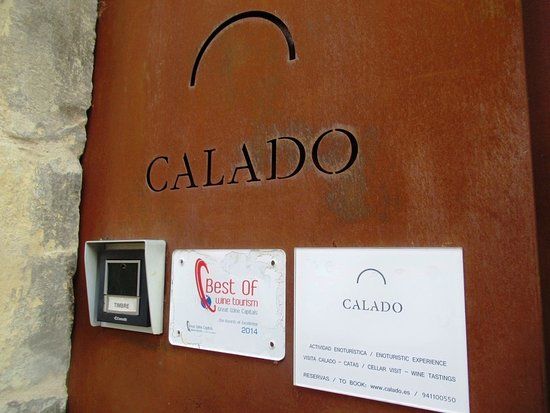 CALADO
TIMBRE
Best Of
wine tourism
Great Wine Capitals
2014
CALADO
ACTIVIDAD ENOTURÍSTICA / ENOTURISTIC EXPERIENCE
VISITA CALADO - CATAS / CELLAR VISIT - WINE TASTINGS
RESERVAS / TO BOOK: www.calado.es / 941100550